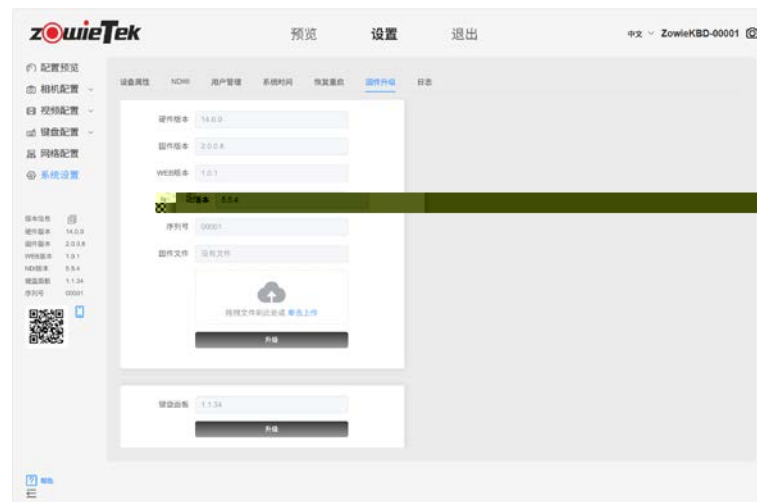 zowieTek
预览 设置 退出
中文 ZowieKBD-00001
配置预览
相机配置
视频配置
键盘配置
网络配置
系统设置
版本信息
硬件版本 14.0.0
固件版本 2.0.0.8
WEB版本 1.0.1
NDI版本 5.5.4
键盘面板 1.1.34
序列号 00001
帮助
设备属性 NDI 用户管理 系统时间 恢复重启 固件升级 日志
硬件版本 14.0.0
固件版本 2.0.0.8
WEB版本 1.0.1
版本 5.5.4
序列号 00001
固件文件 没有文件
拖拽文件到此处或 单击上传
升级
键盘面板 1.1.34
升级